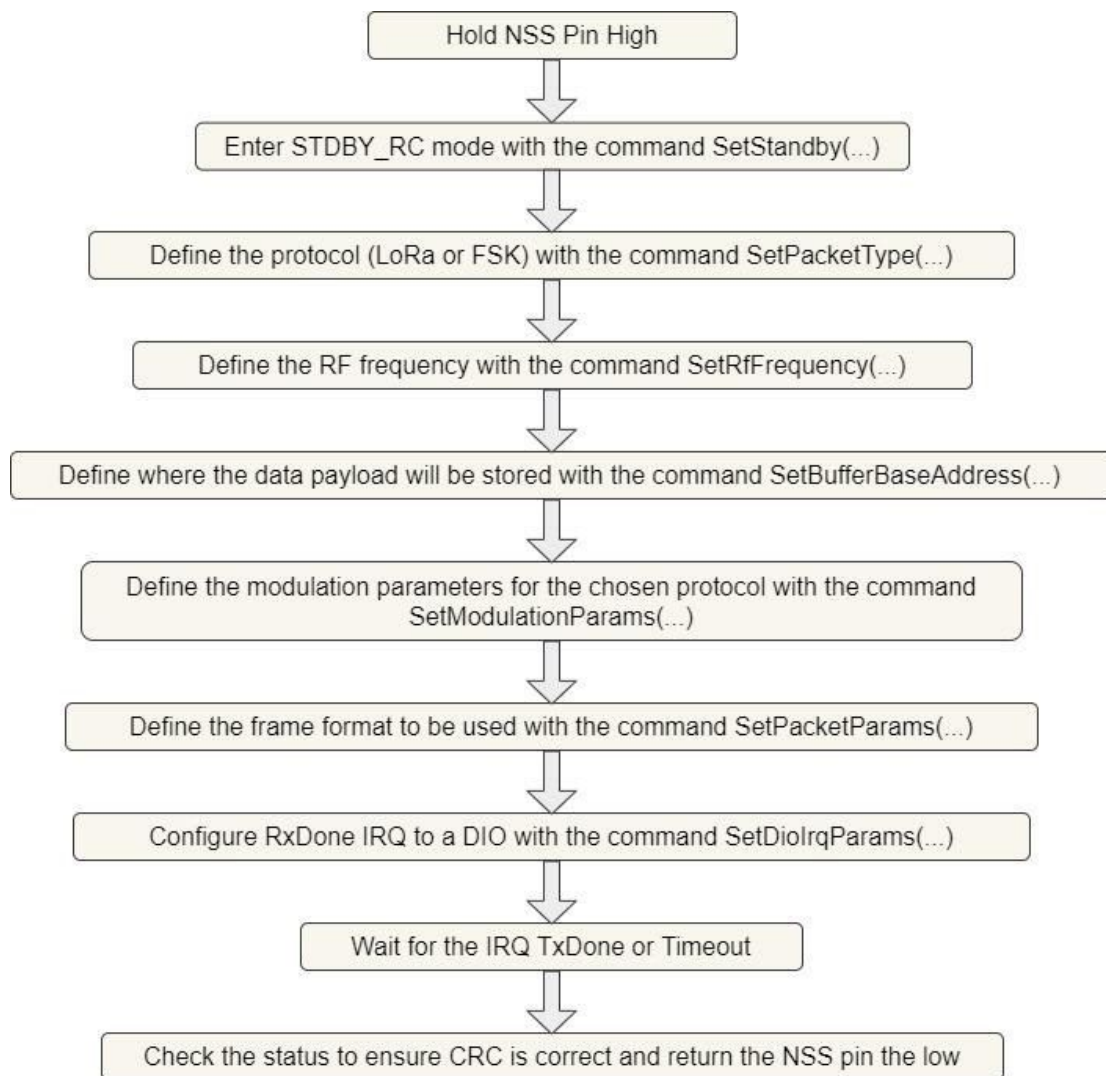 Hold NSS Pin High
Enter STDBY_RC mode with the command SetStandby(...)
Define the protocol (LoRa or FSK) with the command SetPacketType(...)
Define the RF frequency with the command SetRfFrequency(...)
Define where the data payload will be stored with the command SetBufferBaseAddress(...)
Define the modulation parameters for the chosen protocol with the command
SetModulationParams(...)
Define the frame format to be used with the command SetPacketParams(...)
Configure RxDone IRQ to a DIO with the command SetDioIrqParams(...)
Wait for the IRQ TxDone or Timeout
Check the status to ensure CRC is correct and return the NSS pin the low